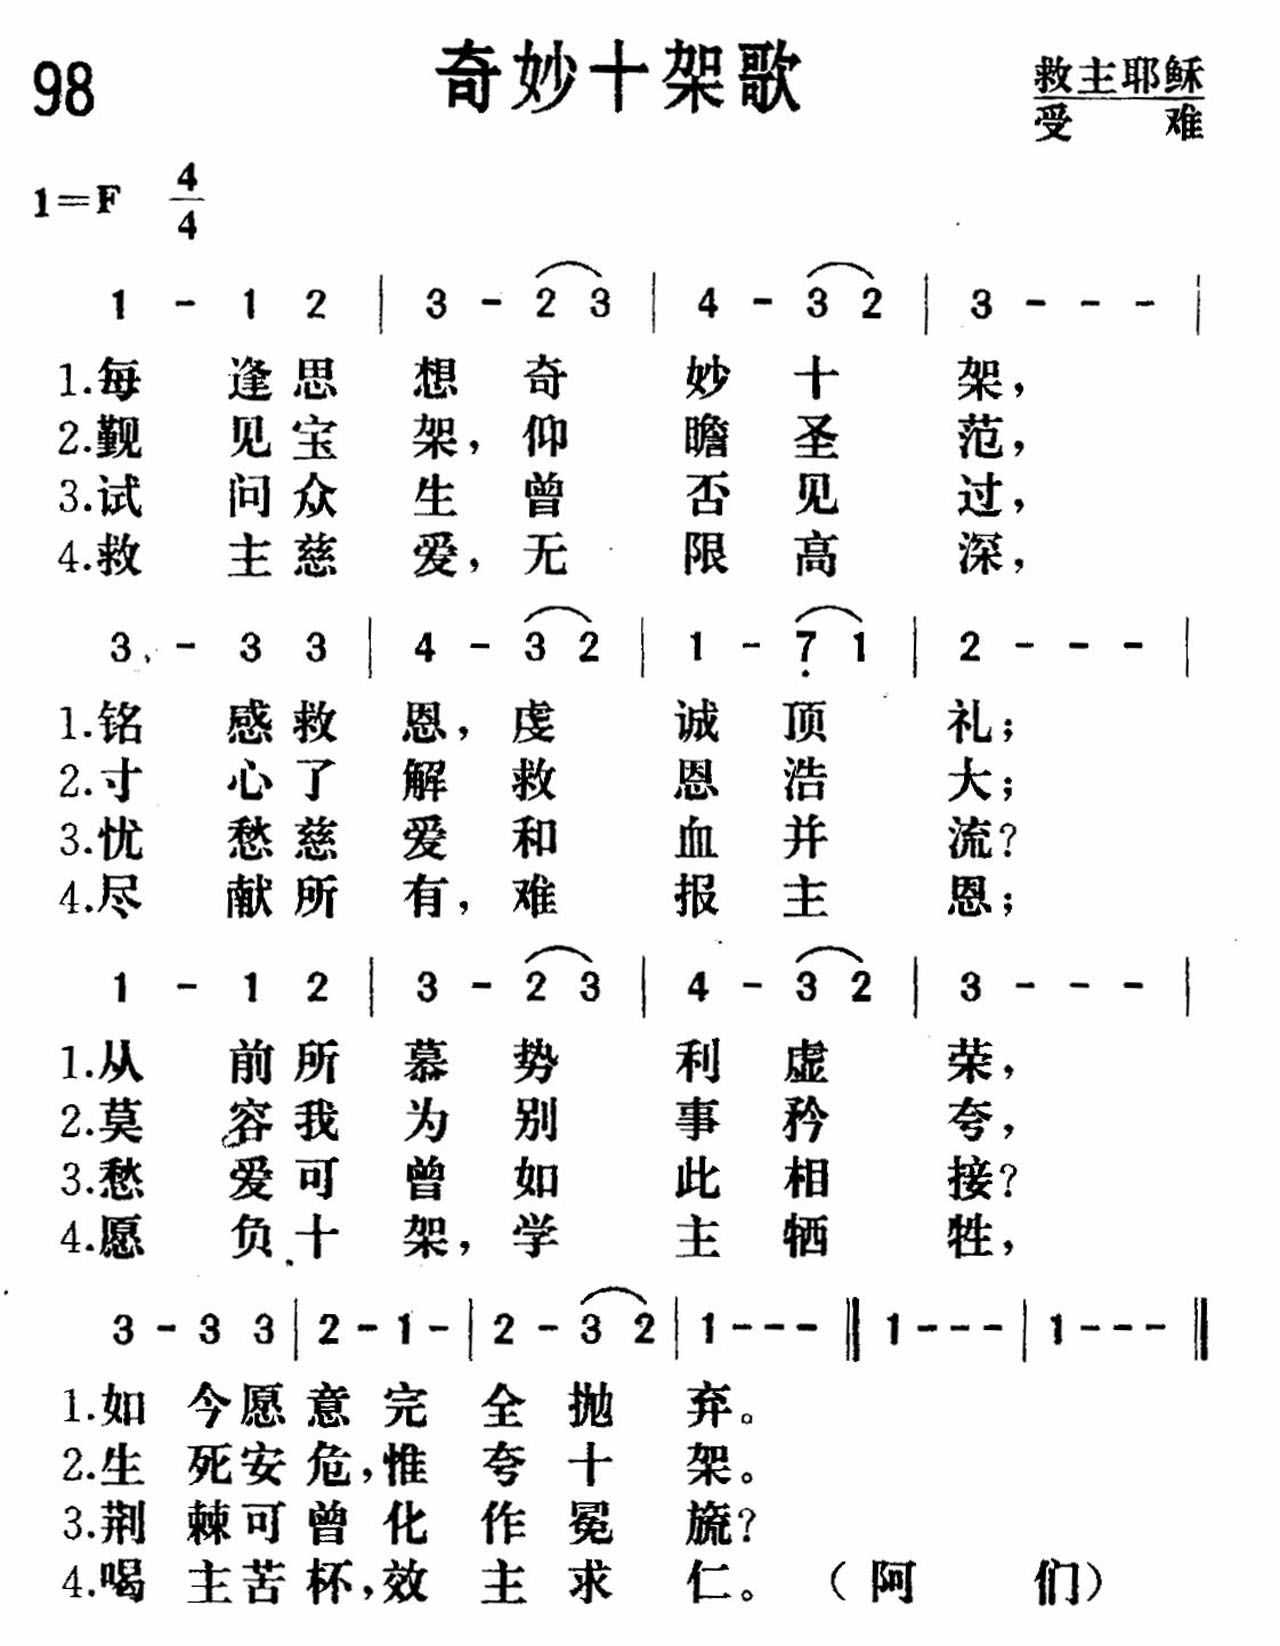 98
奇妙十架歌
救主耶稣
受难
1=F 4/4
1 - 1 2 | 3 - 2 3 | 4 - 3 2 | 3 - - - |
1.每逢思想奇妙十架,
2.觐见宝架,仰瞻圣范,
3.试问众生曾否见过,
4.救主慈爱,无限高深,
3 - 3 3 | 4 - 3 2 | 1 - 7̣ 1 | 2 - - - |
1.铭感救恩,虔诚顶礼;
2.寸心了解救恩浩大;
3.忧愁慈爱和血并流?
4.尽献所有,难报主恩;
1 - 1 2 | 3 - 2 3 | 4 - 3 2 | 3 - - - |
1.从前所慕势利虚荣,
2.莫容我为别事矜夸,
3.愁爱可曾如此相接?
4.愿负十架,学主牺牲,
3 - 3 3 | 2 - 1 - | 2 - 3 2 | 1 - - - ‖ 1 - - - | 1 - - - ‖
1.如今愿意完全抛弃。
2.生死安危,惟夸十架。
3.荆棘可曾化作冕旒?
4.喝主苦杯,效主求仁。(阿们)